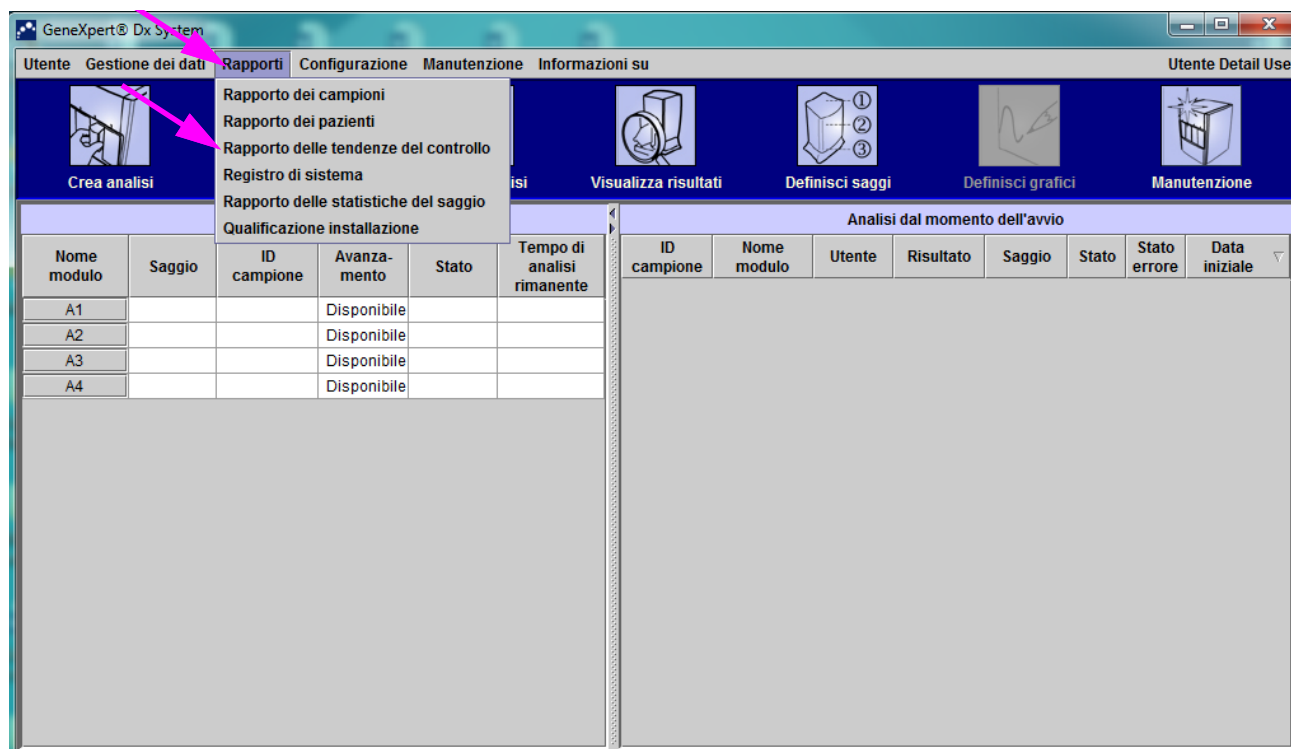 GeneXpert® Dx System
Utente Gestione dei dati Rapporti Configurazione Manutenzione Informazioni su Utente Detail Use
Rapporto dei campioni
Rapporto dei pazienti
Rapporto delle tendenze del controllo
Registro di sistema
Rapporto delle statistiche del saggio
Qualificazione installazione
① ② ③
Crea analisi isi Visualizza risultati Definisci saggi Definisci grafici Manutenzione
Analisi dal momento dell'avvio
Nome modulo Saggio ID campione Avanza-mento Stato Tempo di analisi rimanente
ID campione Nome modulo Utente Risultato Saggio Stato Stato errore Data iniziale
A1 Disponibile
A2 Disponibile
A3 Disponibile
A4 Disponibile